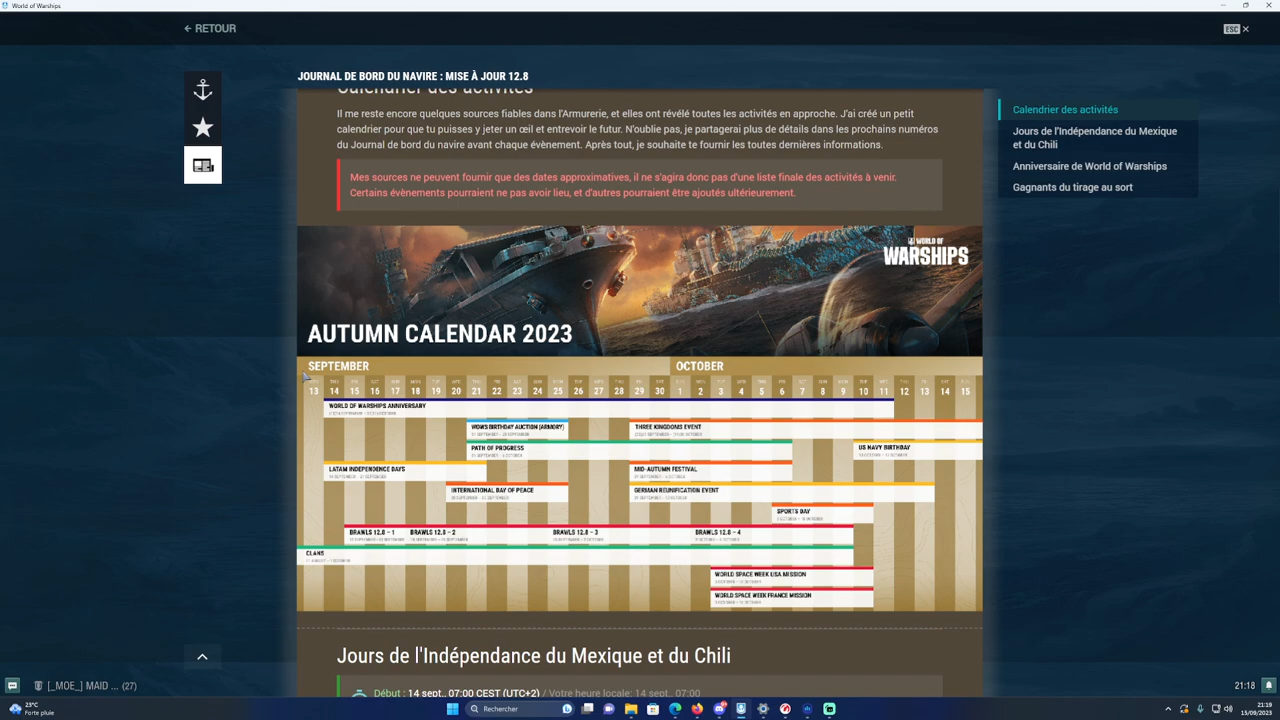 World of Warships
← RETOUR
ESC ×
JOURNAL DE BORD DU NAVIRE : MISE À JOUR 12.8
Calendrier des activités
Il me reste encore quelques sources fiables dans l'Armurerie, et elles ont révélé toutes les activités en approche. J'ai créé un petit
calendrier pour que tu puisses y jeter un œil et entrevoir le futur. N'oublie pas, je partagerai plus de détails dans les prochains numéros
du Journal de bord du navire avant chaque évènement. Après tout, je souhaite te fournir les toutes dernières informations.
Mes sources ne peuvent fournir que des dates approximatives, il ne s'agira donc pas d'une liste finale des activités à venir.
Certains évènements pourraient ne pas avoir lieu, et d'autres pourraient être ajoutés ultérieurement.
Calendrier des activités
Jours de l'Indépendance du Mexique
et du Chili
Anniversaire de World of Warships
Gagnants du tirage au sort
WORLD OF
WARSHIPS
AUTUMN CALENDAR 2023
SEPTEMBER OCTOBER
13 14 15 16 17 18 19 20 21 22 23 24 25 26 27 28 29 30 1 2 3 4 5 6 7 8 9 10 11 12 13 14 15
WORLD OF WARSHIPS ANNIVERSARY
WOWS BIRTHDAY AUCTION (ARMORY) THREE KINGDOMS EVENT
PATH OF PROGRESS US NAVY BIRTHDAY
LATAM INDEPENDENCE DAYS MID-AUTUMN FESTIVAL
INTERNATIONAL DAY OF PEACE GERMAN REUNIFICATION EVENT
SPORTS DAY
BRAWLS 12.8 – 1 BRAWLS 12.8 – 2 BRAWLS 12.8 – 3 BRAWLS 12.8 – 4
CLANS
WORLD SPACE WEEK USA MISSION
WORLD SPACE WEEK FRANCE MISSION
Jours de l'Indépendance du Mexique et du Chili
Début : 14 sept., 07:00 CEST (UTC+2) / Votre heure locale: 14 sept., 07:00
[_MOE_] MAID ... (27)
21:18
23°C
Forte pluie
Rechercher
21:19
15/09/2023